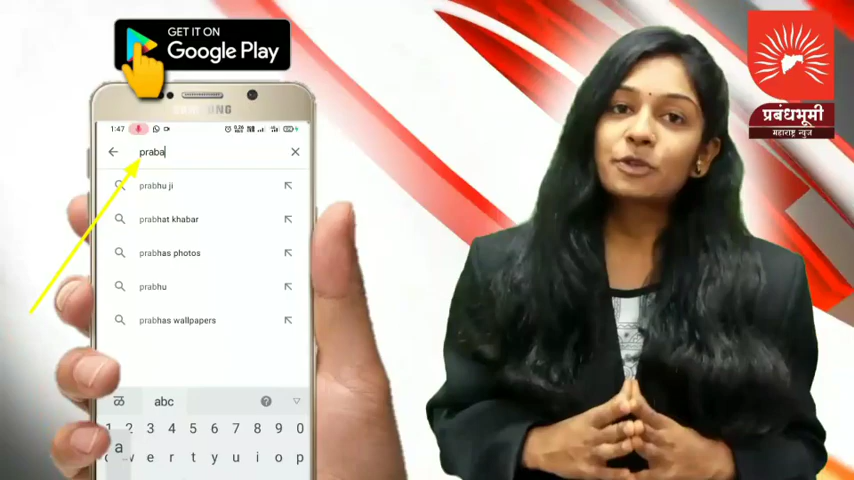 GET IT ON
Google Play
SAMSUNG
1:47
praba
prabhu ji
prabhat khabar
prabhas photos
prabhu
prabhas wallpapers
ळ abc
1 2 3 4 5 6 7 8 9 0
a w e r t y u i o p
प्रबंधभूमी
महाराष्ट्र न्युज